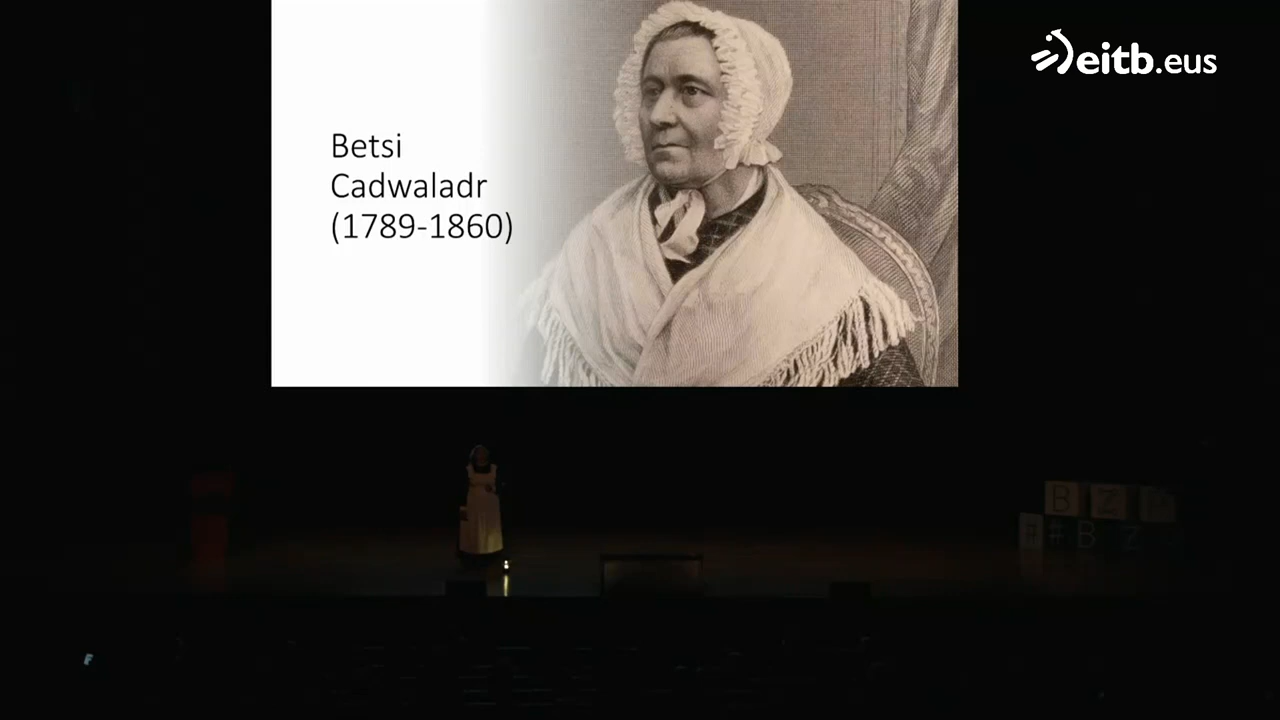 eitb.eus
Betsi
Cadwaladr
(1789-1860)
B Z
# # B Z